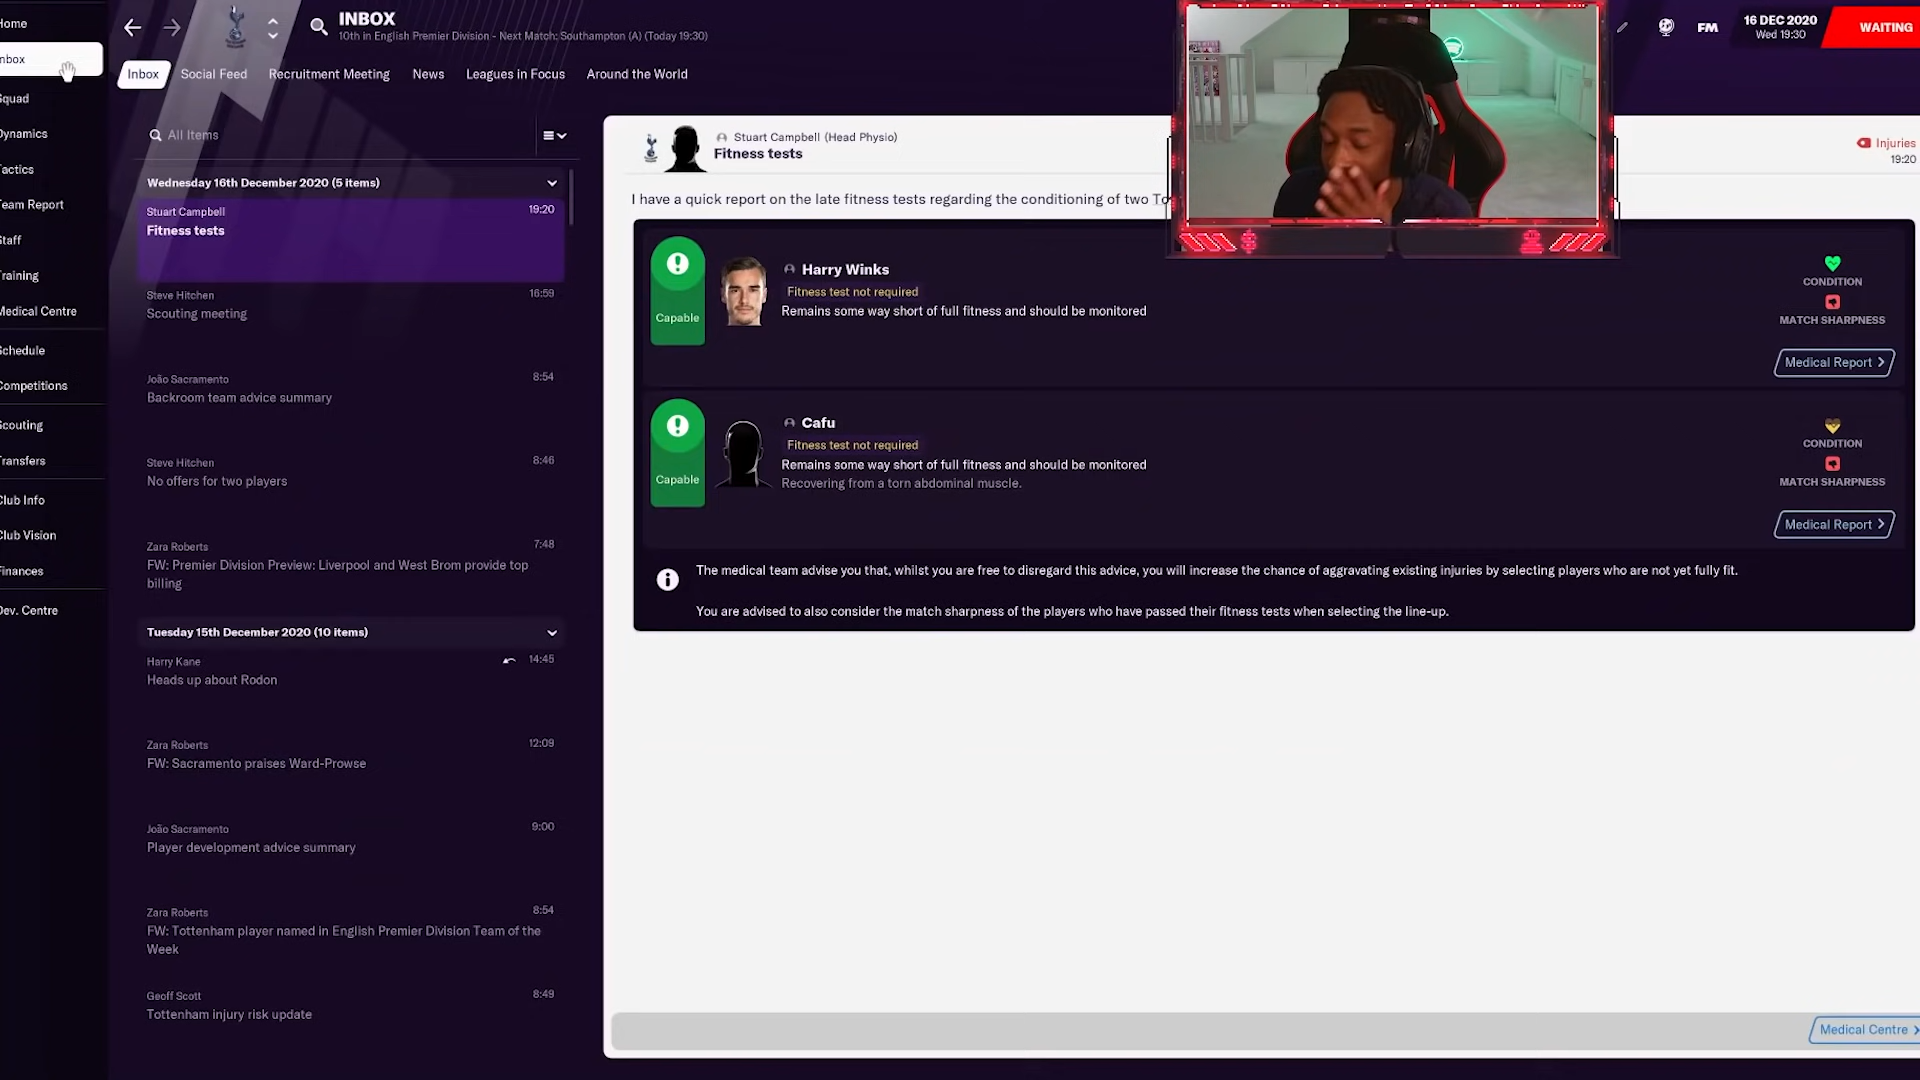 Home
Inbox
Squad
Dynamics
Tactics
Team Report
Staff
Training
Medical Centre
Schedule
Competitions
Scouting
Transfers
Club Info
Club Vision
Finances
Dev. Centre
INBOX
10th in English Premier Division - Next Match: Southampton (A) (Today 19:30)
FM
16 DEC 2020
Wed 19:30
WAITING
Inbox Social Feed Recruitment Meeting News Leagues in Focus Around the World
All Items
Wednesday 16th December 2020 (5 items)
Stuart Campbell 19:20
Fitness tests
Steve Hitchen 16:59
Scouting meeting
João Sacramento 8:54
Backroom team advice summary
Steve Hitchen 8:46
No offers for two players
Zara Roberts 7:48
FW: Premier Division Preview: Liverpool and West Brom provide top
billing
Tuesday 15th December 2020 (10 items)
Harry Kane 14:45
Heads up about Rodon
Zara Roberts 12:09
FW: Sacramento praises Ward-Prowse
João Sacramento 9:00
Player development advice summary
Zara Roberts 8:54
FW: Tottenham player named in English Premier Division Team of the
Week
Geoff Scott 8:49
Tottenham injury risk update
Stuart Campbell (Head Physio)
Fitness tests
Injuries
19:20
I have a quick report on the late fitness tests regarding the conditioning of two To
Capable
Harry Winks
Fitness test not required
Remains some way short of full fitness and should be monitored
CONDITION
MATCH SHARPNESS
Medical Report
Capable
Cafu
Fitness test not required
Remains some way short of full fitness and should be monitored
Recovering from a torn abdominal muscle.
CONDITION
MATCH SHARPNESS
Medical Report
The medical team advise you that, whilst you are free to disregard this advice, you will increase the chance of aggravating existing injuries by selecting players who are not yet fully fit.
You are advised to also consider the match sharpness of the players who have passed their fitness tests when selecting the line-up.
Medical Centre